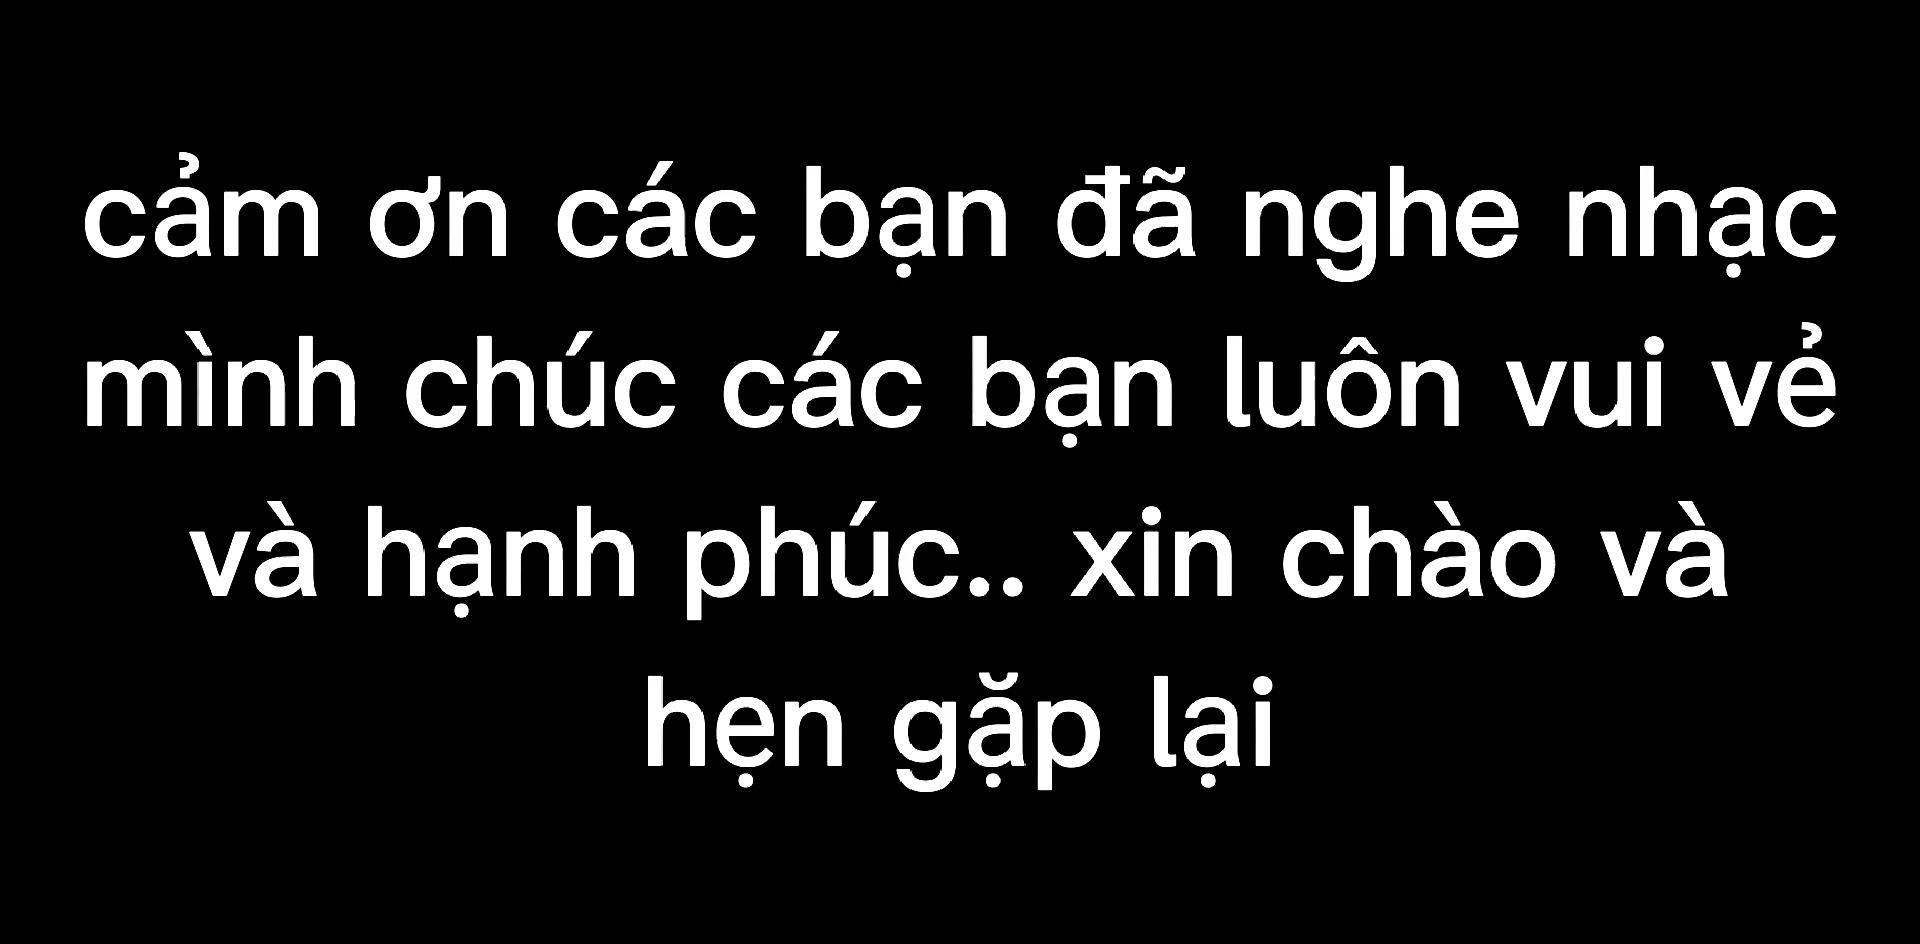 cảm ơn các bạn đã nghe nhạc
mình chúc các bạn luôn vui vẻ
và hạnh phúc.. xin chào và
hẹn gặp lại